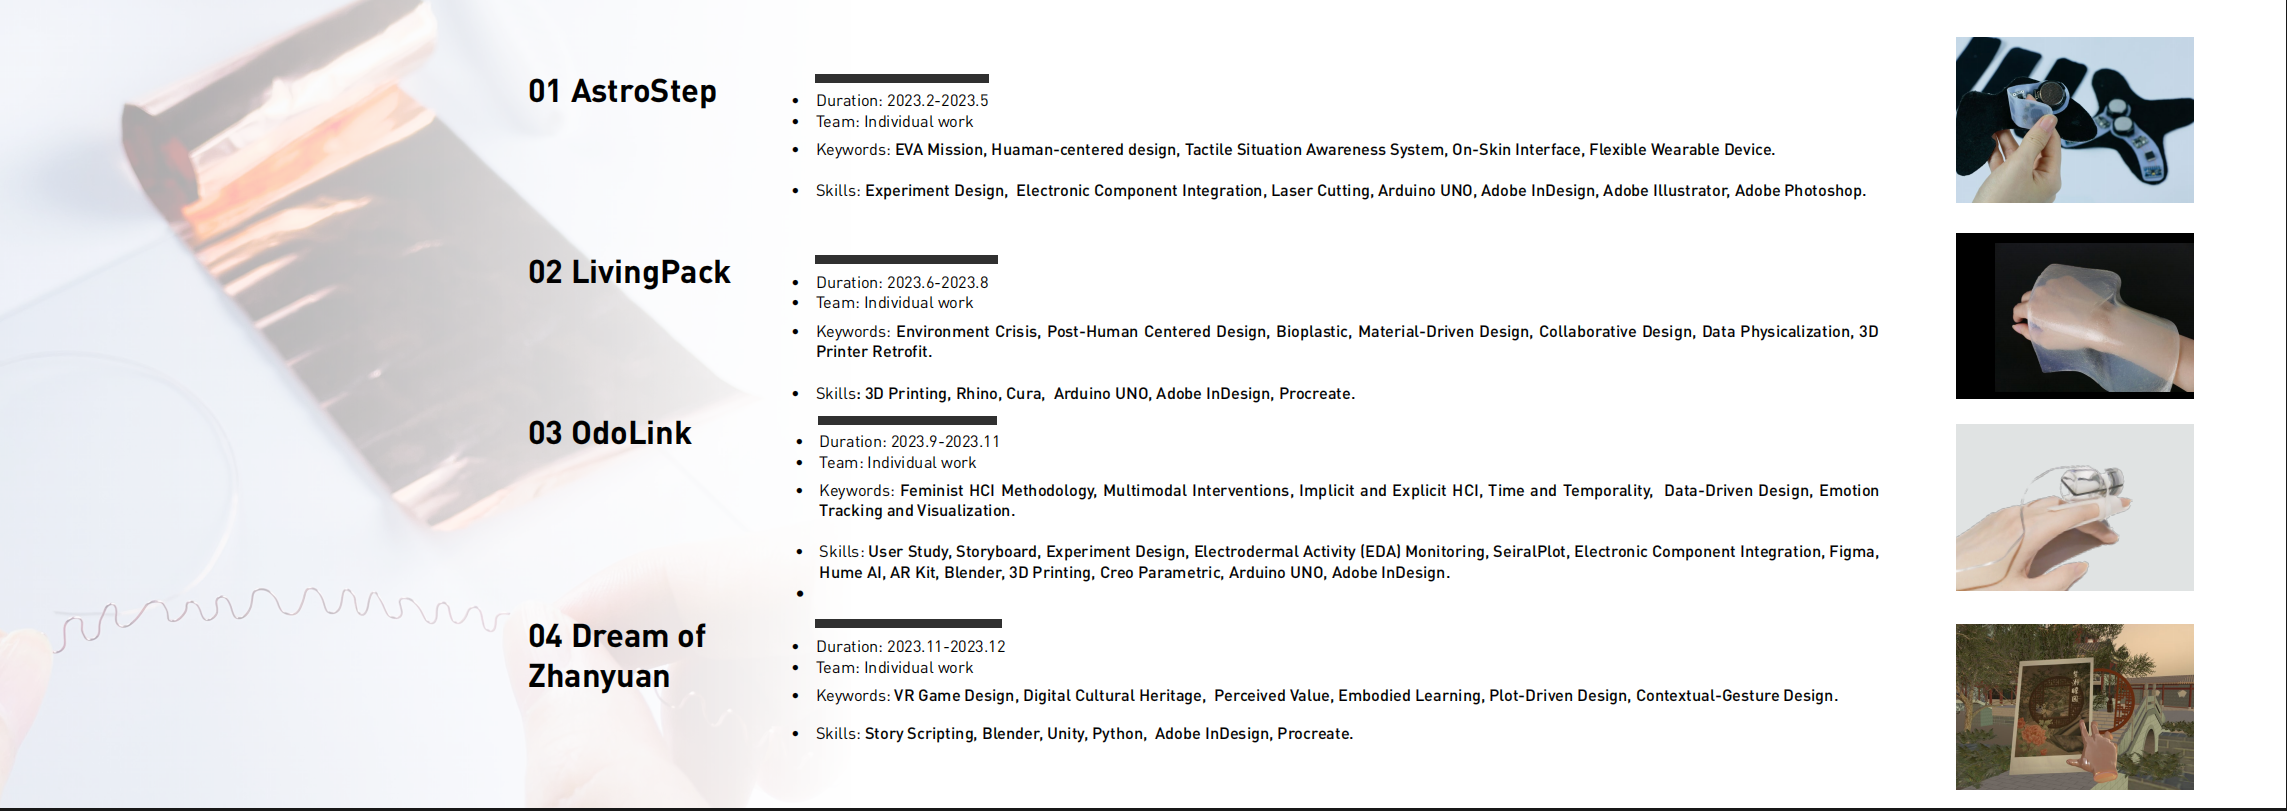 01 AstroStep
• Duration: 2023.2-2023.5
• Team: Individual work
• Keywords: EVA Mission, Huaman-centered design, Tactile Situation Awareness System, On-Skin Interface, Flexible Wearable Device.
• Skills: Experiment Design, Electronic Component Integration, Laser Cutting, Arduino UNO, Adobe InDesign, Adobe Illustrator, Adobe Photoshop.
02 LivingPack
• Duration: 2023.6-2023.8
• Team: Individual work
• Keywords: Environment Crisis, Post-Human Centered Design, Bioplastic, Material-Driven Design, Collaborative Design, Data Physicalization, 3D
Printer Retrofit.
• Skills: 3D Printing, Rhino, Cura, Arduino UNO, Adobe InDesign, Procreate.
03 OdoLink
• Duration: 2023.9-2023.11
• Team: Individual work
• Keywords: Feminist HCI Methodology, Multimodal Interventions, Implicit and Explicit HCI, Time and Temporality, Data-Driven Design, Emotion
Tracking and Visualization.
• Skills: User Study, Storyboard, Experiment Design, Electrodermal Activity (EDA) Monitoring, SeiralPlot, Electronic Component Integration, Figma,
Hume AI, AR Kit, Blender, 3D Printing, Creo Parametric, Arduino UNO, Adobe InDesign.
•
04 Dream of
Zhanyuan
• Duration: 2023.11-2023.12
• Team: Individual work
• Keywords: VR Game Design, Digital Cultural Heritage, Perceived Value, Embodied Learning, Plot-Driven Design, Contextual-Gesture Design.
• Skills: Story Scripting, Blender, Unity, Python, Adobe InDesign, Procreate.